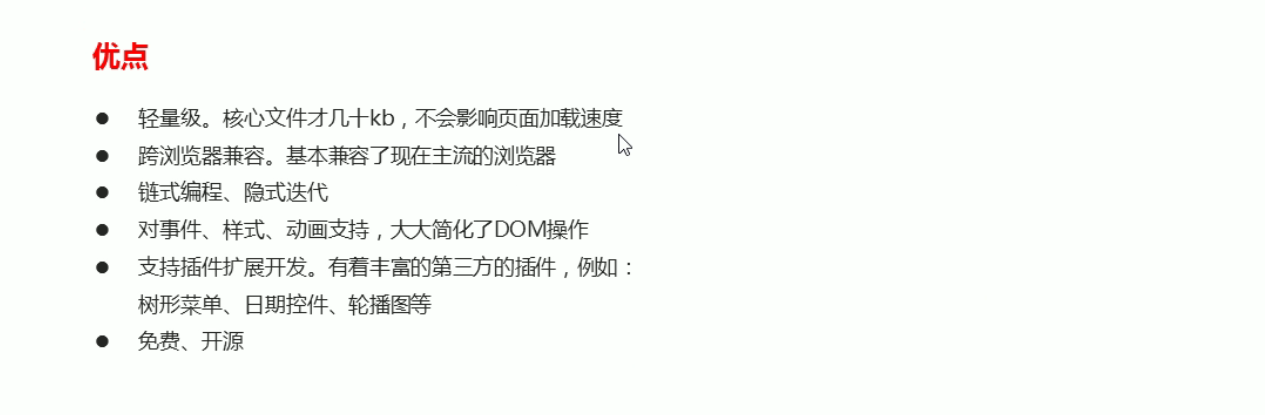 优点
● 轻量级。核心文件才几十kb，不会影响页面加载速度
● 跨浏览器兼容。基本兼容了现在主流的浏览器
● 链式编程、隐式迭代
● 对事件、样式、动画支持，大大简化了DOM操作
● 支持插件扩展开发。有着丰富的第三方的插件，例如：
树形菜单、日期控件、轮播图等
● 免费、开源